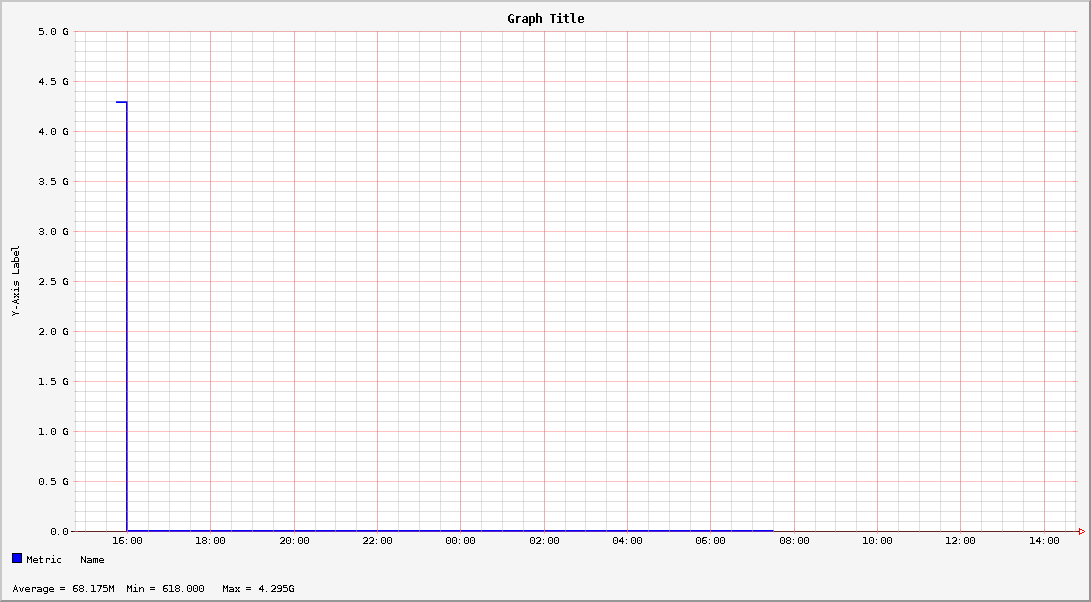 Graph Title
5.0 G
4.5 G
4.0 G
3.5 G
3.0 G
2.5 G
2.0 G
1.5 G
1.0 G
0.5 G
0.0
Y-Axis Label
16:00 18:00 20:00 22:00 00:00 02:00 04:00 06:00 08:00 10:00 12:00 14:00
Metric Name
Average = 68.175M Min = 618.000 Max = 4.295G